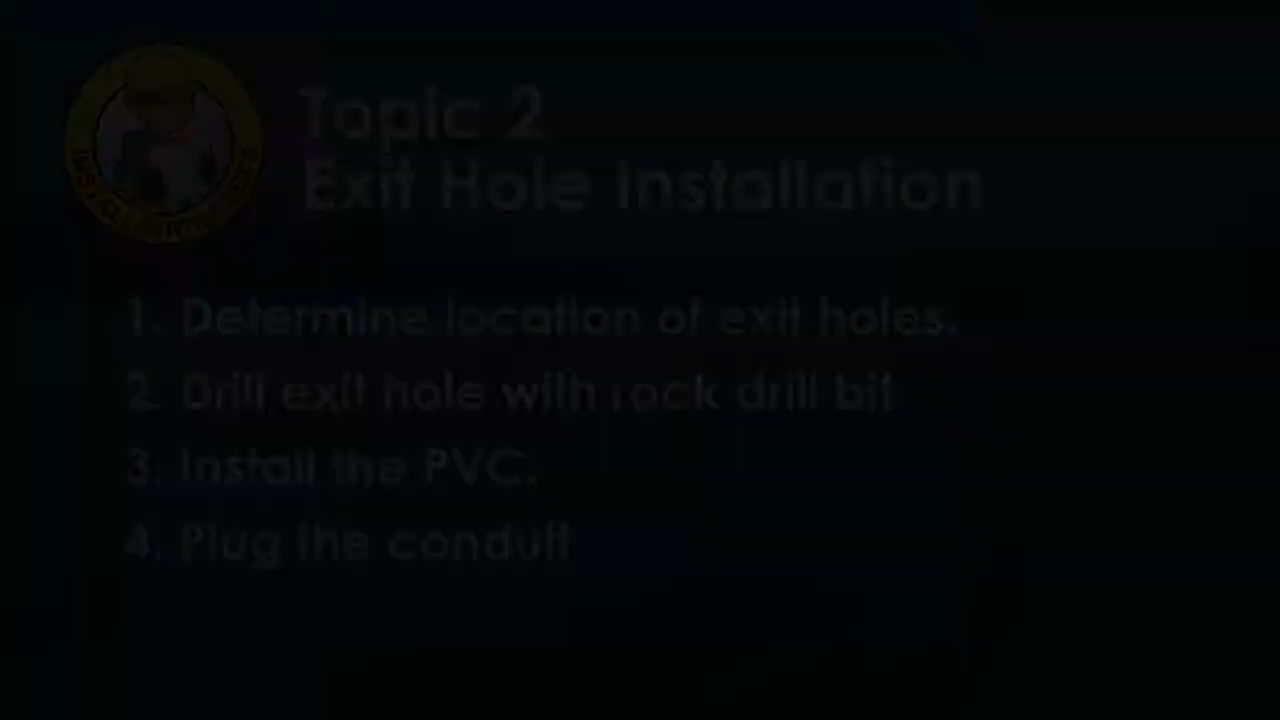 Topic 2
Exit Hole Installation
1. Determine location of exit holes.
2. Drill exit hole with rock drill bit
3. Install the PVC.
4. Plug the conduit